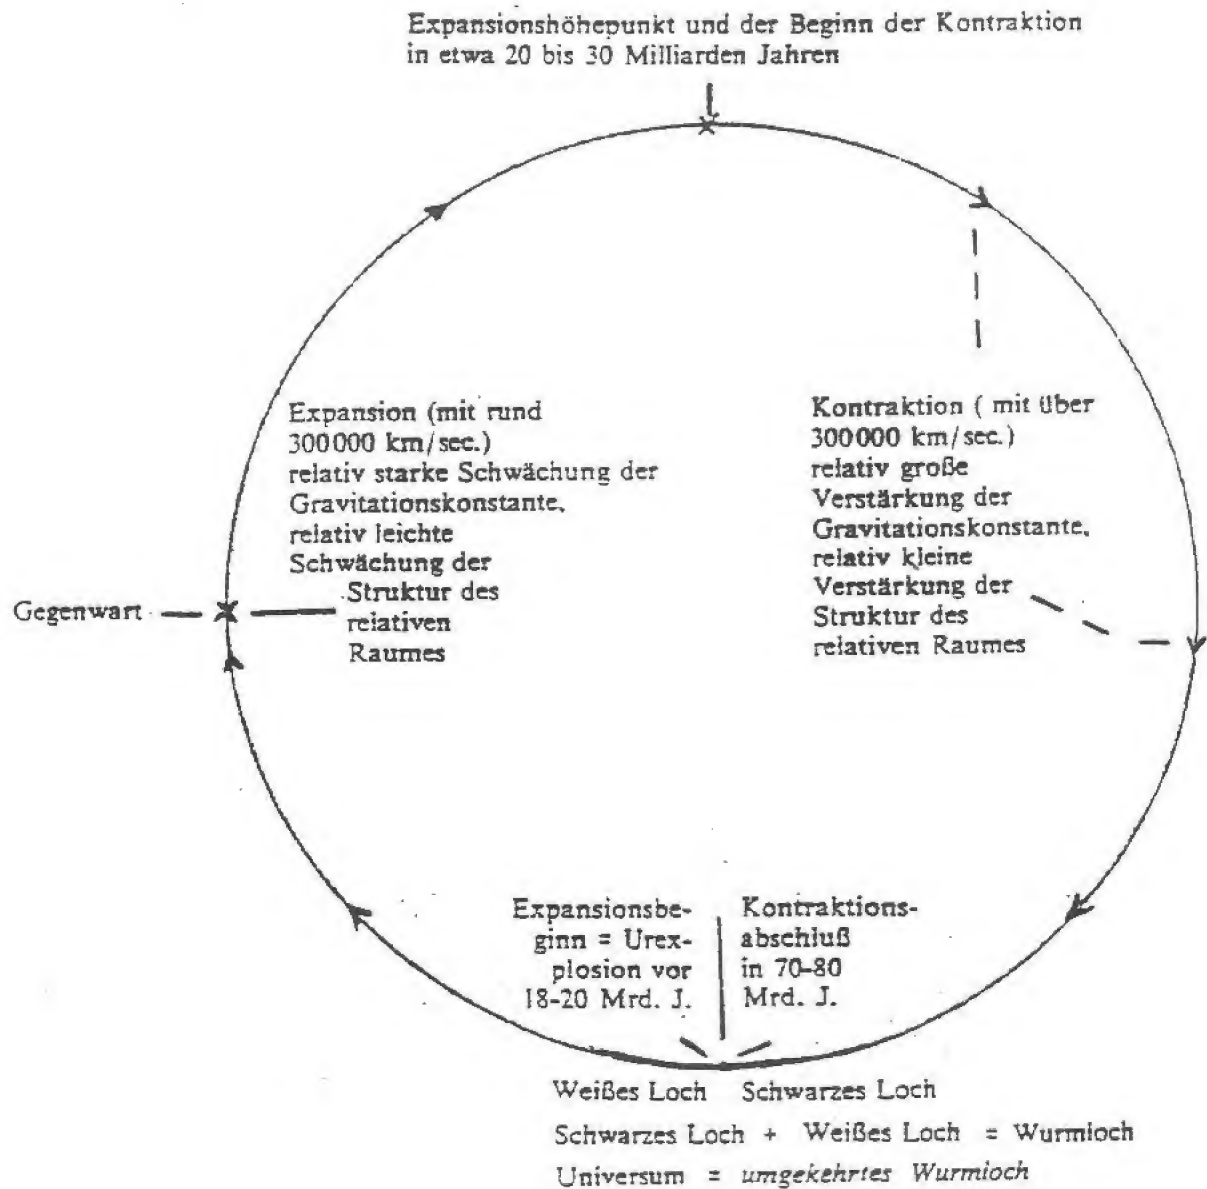 Expansionshöhepunkt und der Beginn der Kontraktion
in etwa 20 bis 30 Milliarden Jahren
Expansion (mit rund
300000 km/sec.)
relativ starke Schwächung der
Gravitationskonstante,
relativ leichte
Schwächung der
Struktur des
relativen
Raumes
Kontraktion ( mit über
300000 km/sec.)
relativ große
Verstärkung der
Gravitationskonstante,
relativ kleine
Verstärkung der
Struktur des
relativen Raumes
Gegenwart
Expansionsbe-
ginn = Urex-
plosion vor
18-20 Mrd. J.
Kontraktions-
abschluß
in 70-80
Mrd. J.
Weißes Loch Schwarzes Loch
Schwarzes Loch + Weißes Loch = Wurmloch
Universum = umgekehrtes Wurmloch